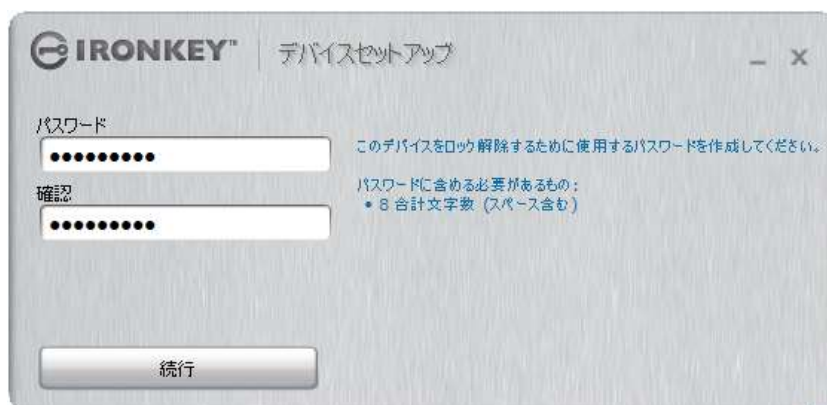 IRONKEY™ デバイスセットアップ
パスワード
●●●●●●●●●
このデバイスをロック解除するために使用するパスワードを作成してください。
パスワードに含める必要があるもの:
• 8 合計文字数 (スペース含む)
確認
●●●●●●●●●
続行